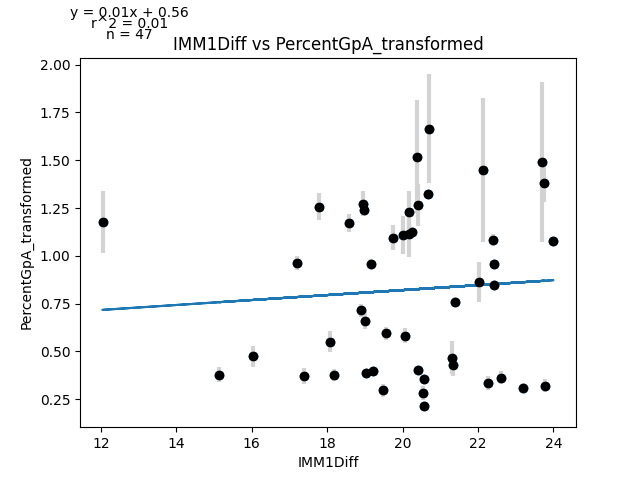 y = 0.01x + 0.56
r^2 = 0.01
n = 47
IMM1Diff vs PercentGpA_transformed
2.00
1.75
1.50
1.25
1.00
0.75
0.50
0.25
PercentGpA_transformed
12 14 16 18 20 22 24
IMM1Diff